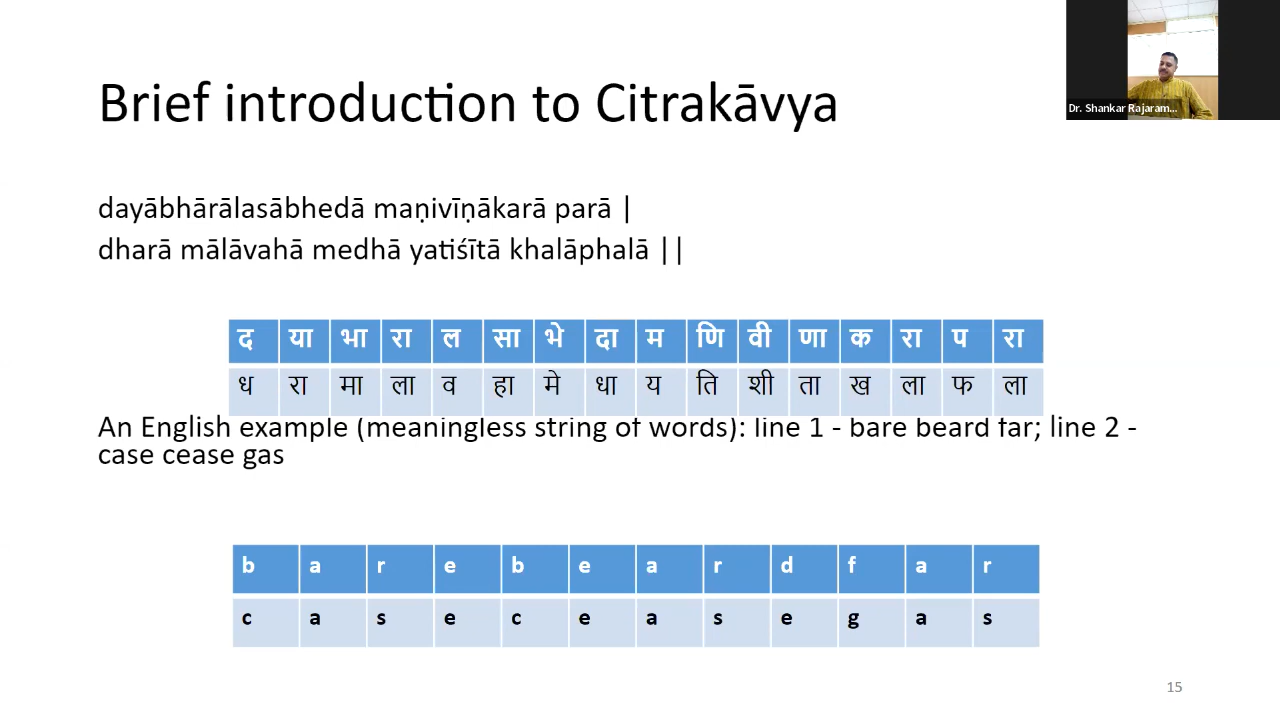 Dr. Shankar Rajaram...
Brief introduction to Citrakāvya
dayābhārālasābhedā maṇivīṇākarā parā |
dharā mālāvahā medhā yatiśītā khalāphalā ||
द या भा रा ल सा भे दा म णि वी णा क रा प रा
ध रा मा ला व हा मे धा य ति शी ता ख ला फ ला
An English example (meaningless string of words): line 1 - bare beard far; line 2 -
case cease gas
b a r e b e a r d f a r
c a s e c e a s e g a s
15